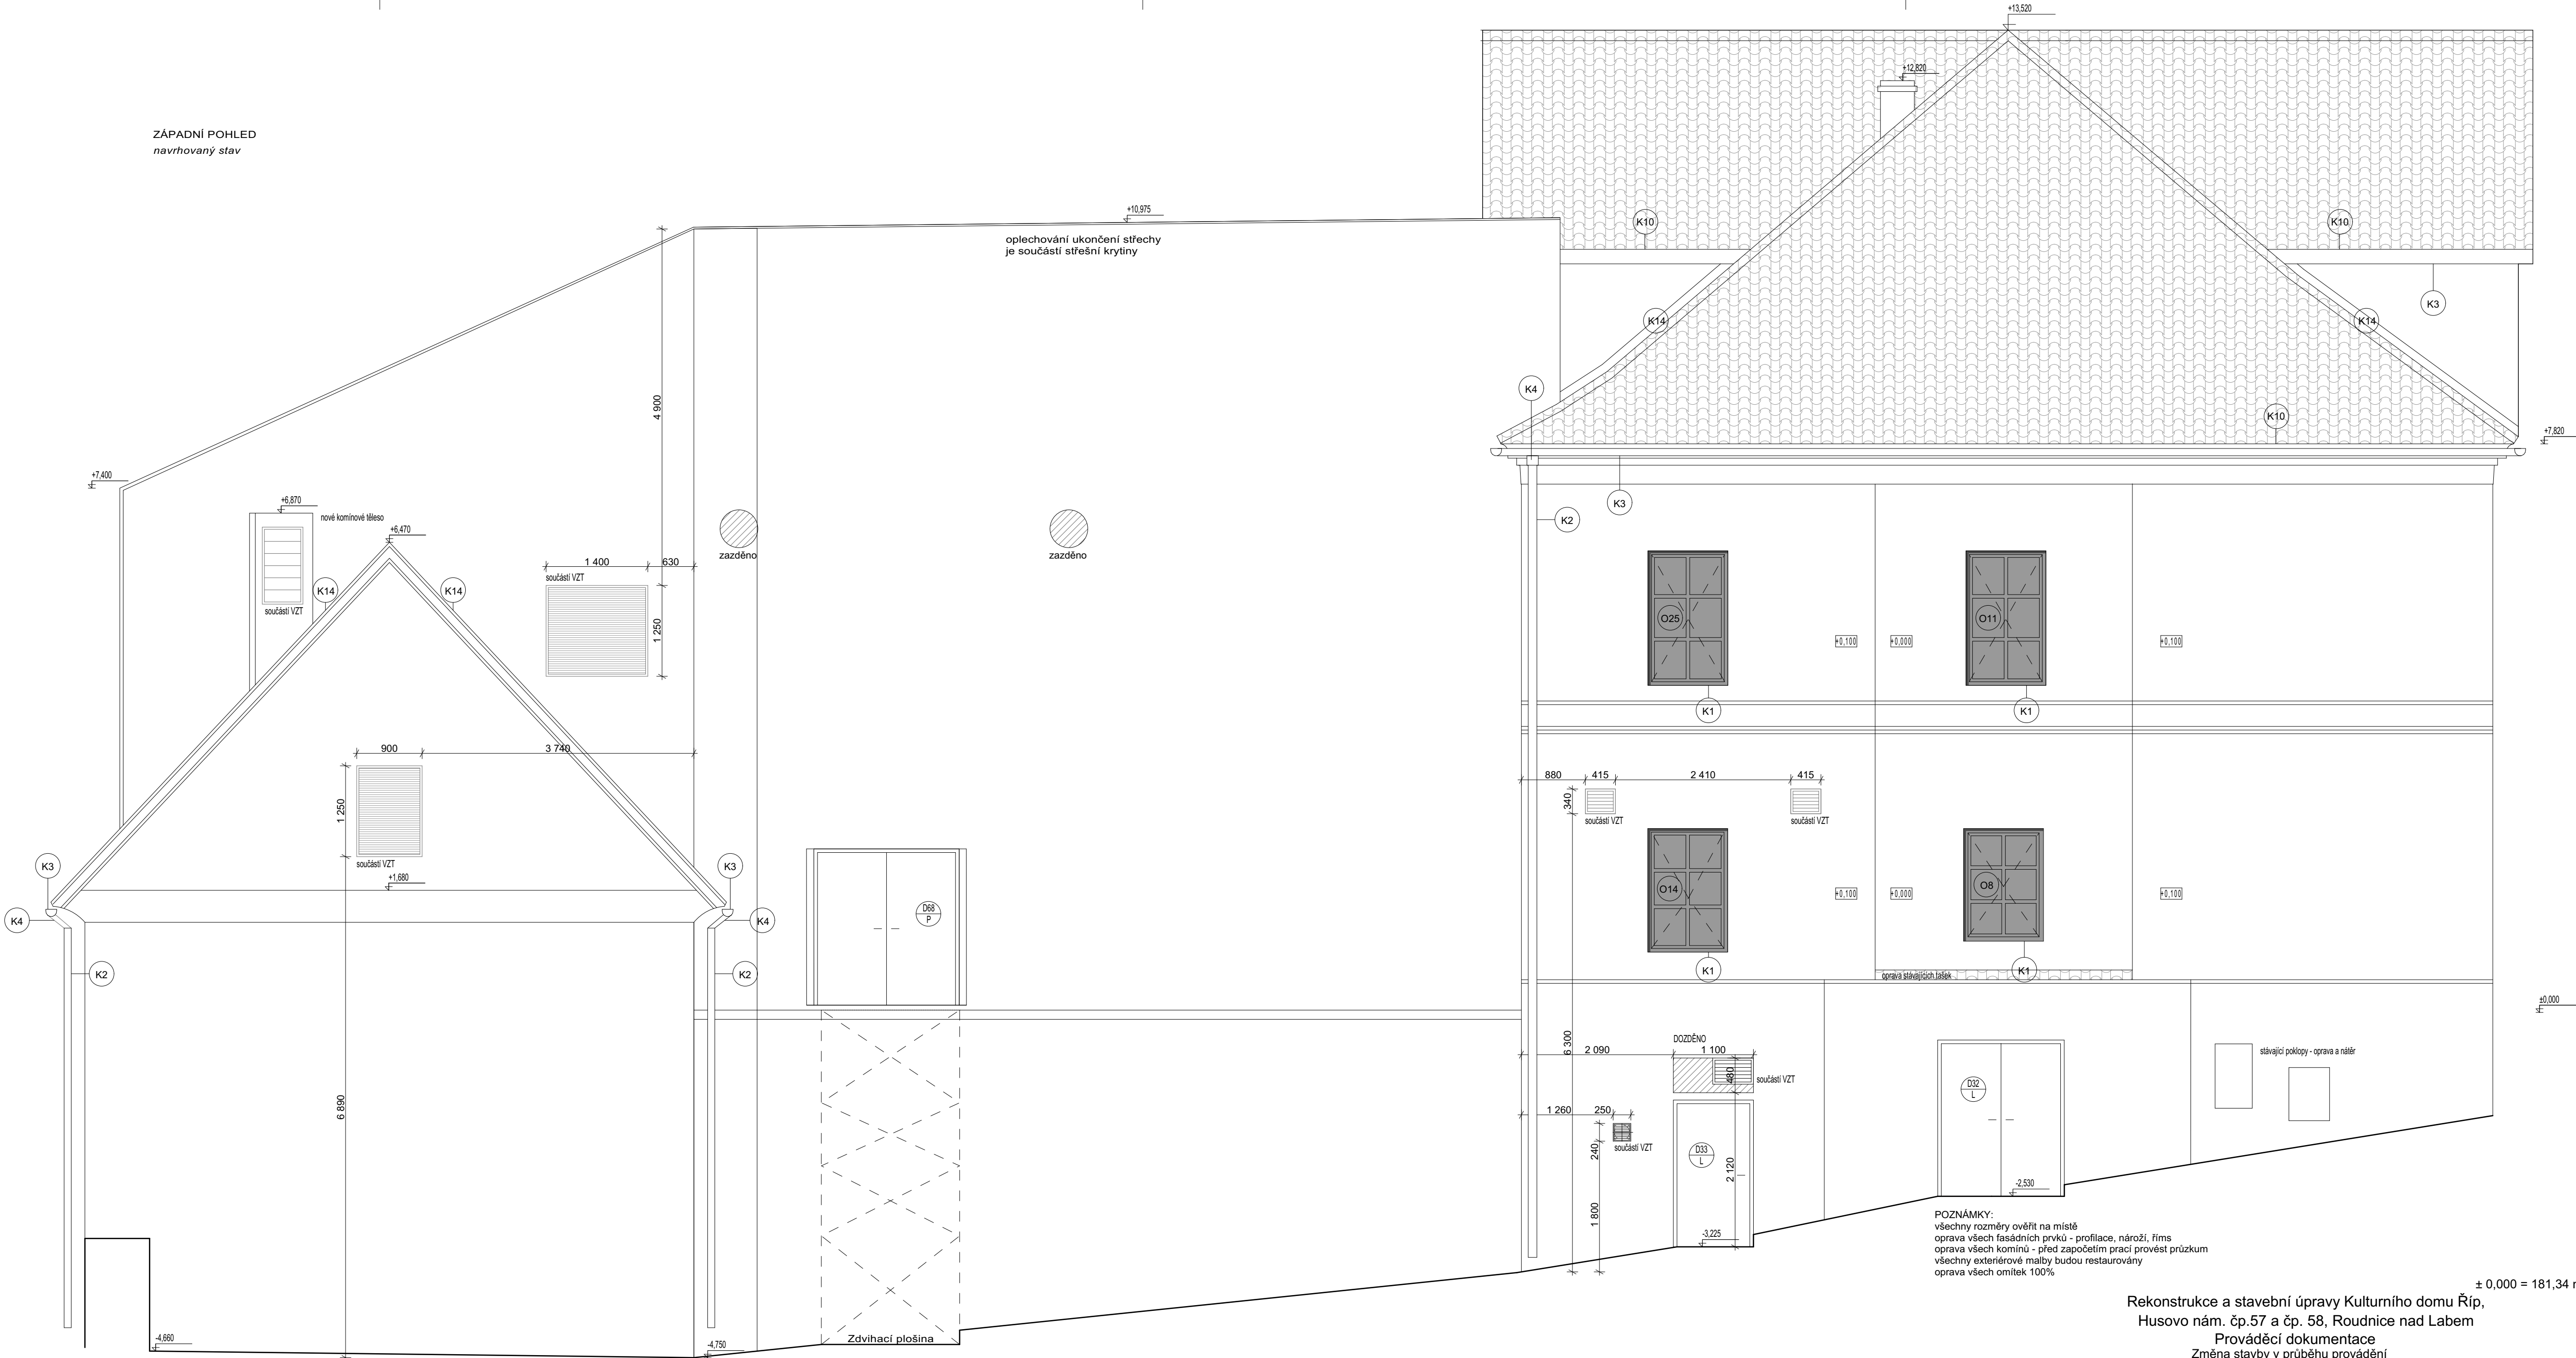 +13,520
+12,820
ZÁPADNÍ POHLED
navrhovaný stav
+10,975
oplechování ukončení střechy
je součástí střešní krytiny
K10
K10
K3
K14
K14
K4
K10
+7,820
4 900
+7,400
+6,870
nové komínové těleso
+6,470
K3
K2
zazděno
zazděno
1 400
630
součástí VZT
K14
K14
součástí VZT
1 250
O25
O11
+0,100
+0,000
+0,100
K1
K1
900
3 740
1 250
součástí VZT
880
415
2 410
415
340
součástí VZT
součástí VZT
K3
K3
+1,680
K4
K4
D68
P
O14
O8
+0,100
+0,000
+0,100
K2
K2
K1
K1
oprava stávajících tašek
±0,000
6 300
DOZDĚNO
2 090
1 100
480
součástí VZT
stávající poklopy - oprava a nátěr
D32
L
6 890
1 260
250
240
součástí VZT
D33
L
2 120
1 800
-2,530
-3,225
POZNÁMKY:
všechny rozměry ověřit na místě
oprava všech fasádních prvků - profilace, nároží, říms
oprava všech komínů - před započetím prací provést průzkum
všechny exteriérové malby budou restaurovány
oprava všech omítek 100%
± 0,000 = 181,34
Rekonstrukce a stavební úpravy Kulturního domu Říp,
Husovo nám. čp.57 a čp. 58, Roudnice nad Labem
Prováděcí dokumentace
Změna stavby v průběhu provádění
-4,660
-4,750
Zdvihací plošina